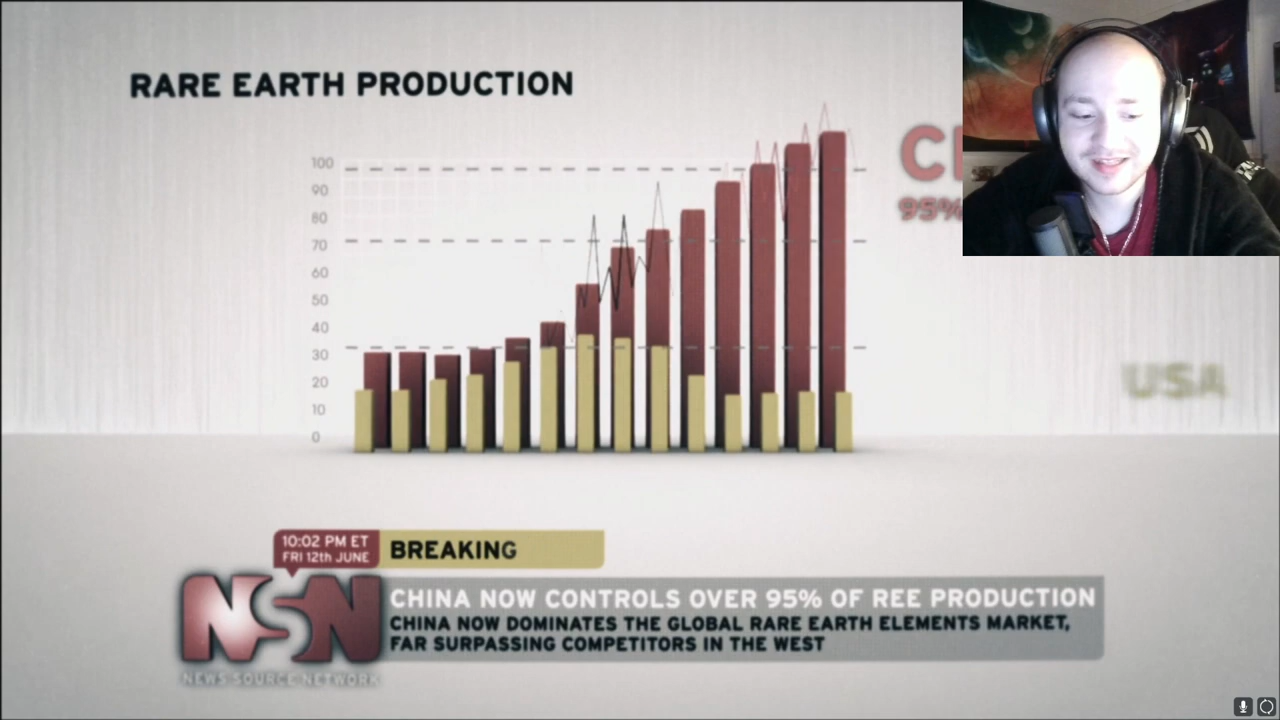 RARE EARTH PRODUCTION
95%
100
90
80
70
60
50
40
30
20
10
0
USA
10:02 PM ET
FRI 12th JUNE
BREAKING
NSN
NEWS SOURCE NETWORK
CHINA NOW CONTROLS OVER 95% OF REE PRODUCTION
CHINA NOW DOMINATES THE GLOBAL RARE EARTH ELEMENTS MARKET,
FAR SURPASSING COMPETITORS IN THE WEST